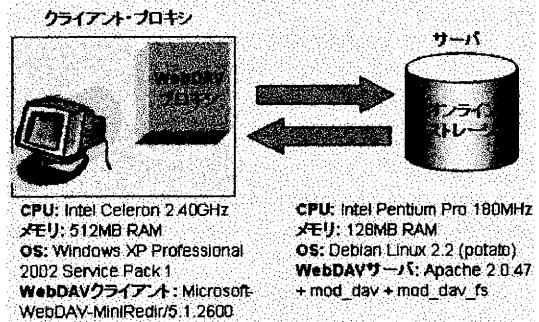 クライアント・プロキシ
WebDAV
プロキシ
サーバ
オンライン
ストレージ
CPU: Intel Celeron 2.40GHz
メモリ: 512MB RAM
OS: Windows XP Professional
2002 Service Pack 1
WebDAVクライアント: Microsoft-
WebDAV-MiniRedir/5.1.2600
CPU: Intel Pentium Pro 180MHz
メモリ: 128MB RAM
OS: Debian Linux 2.2 (potato)
WebDAVサーバ: Apache 2.0.47
+ mod_dav + mod_dav_fs